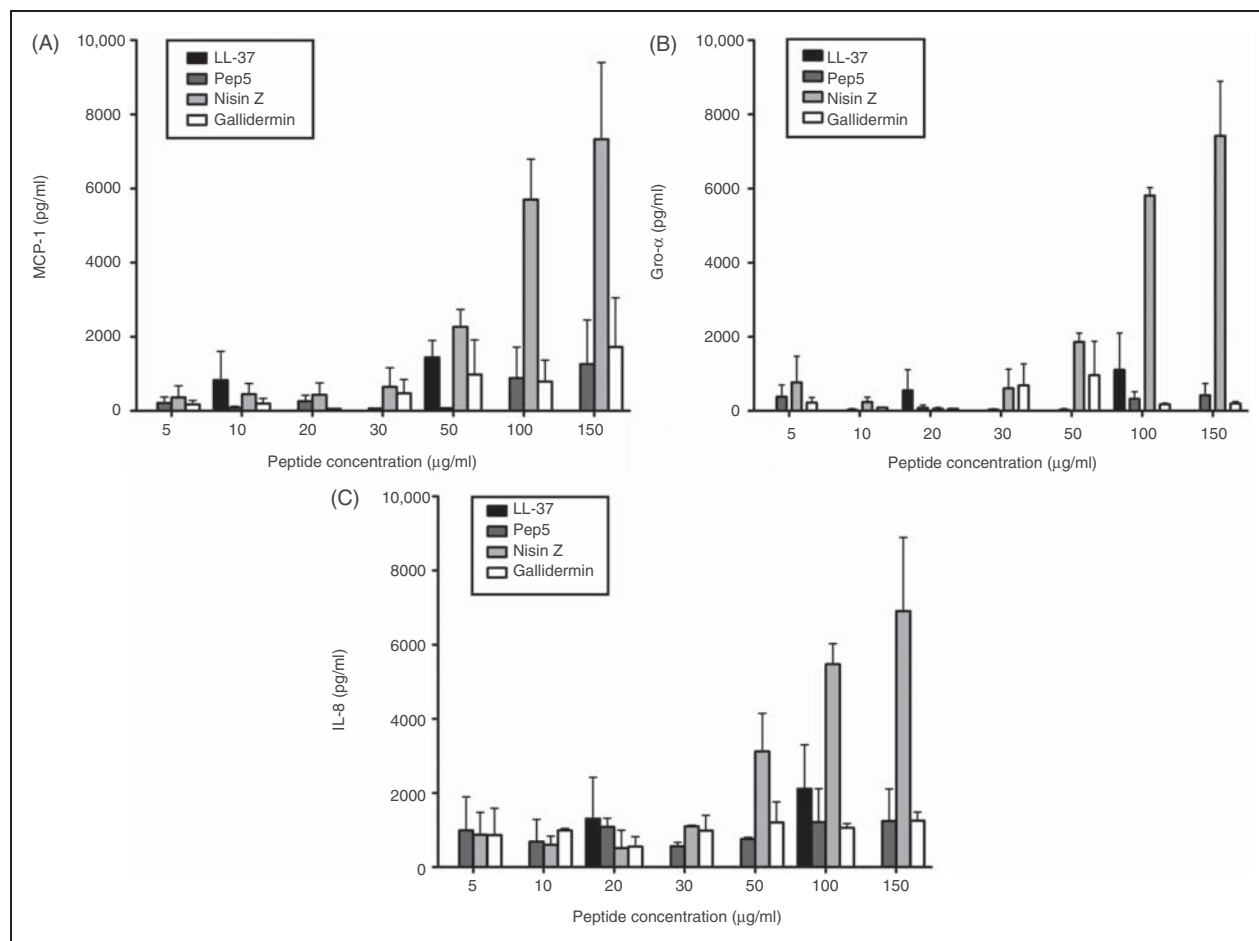 (A)
10,000
8000
6000
4000
2000
0
MCP-1 (pg/ml)
LL-37
Pep5
Nisin Z
Gallidermin
5 10 20 30 50 100 150
Peptide concentration (μg/ml)
(B)
10,000
8000
6000
4000
2000
0
Gro-α (pg/ml)
LL-37
Pep5
Nisin Z
Gallidermin
5 10 20 30 50 100 150
Peptide concentration (μg/ml)
(C)
10,000
8000
6000
4000
2000
0
IL-8 (pg/ml)
LL-37
Pep5
Nisin Z
Gallidermin
5 10 20 30 50 100 150
Peptide concentration (μg/ml)